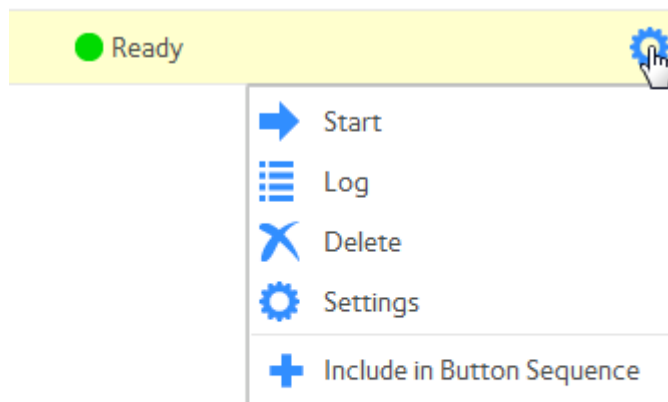 Ready
Start
Log
Delete
Settings
Include in Button Sequence